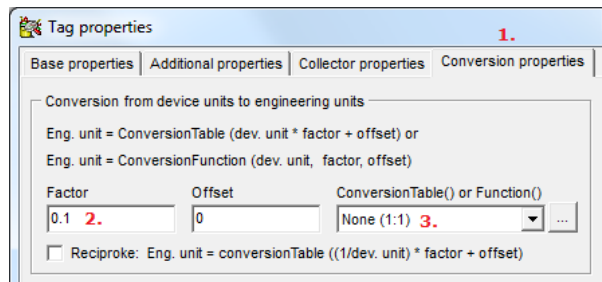 Tag properties
1.
Base properties Additional properties Collector properties Conversion properties
Conversion from device units to engineering units
Eng. unit = ConversionTable (dev. unit * factor + offset) or
Eng. unit = ConversionFunction (dev. unit, factor, offset)
Factor Offset ConversionTable() or Function()
0.1 2. 0 None (1:1) 3. ...
Reciproke: Eng. unit = conversionTable ((1/dev. unit) * factor + offset)